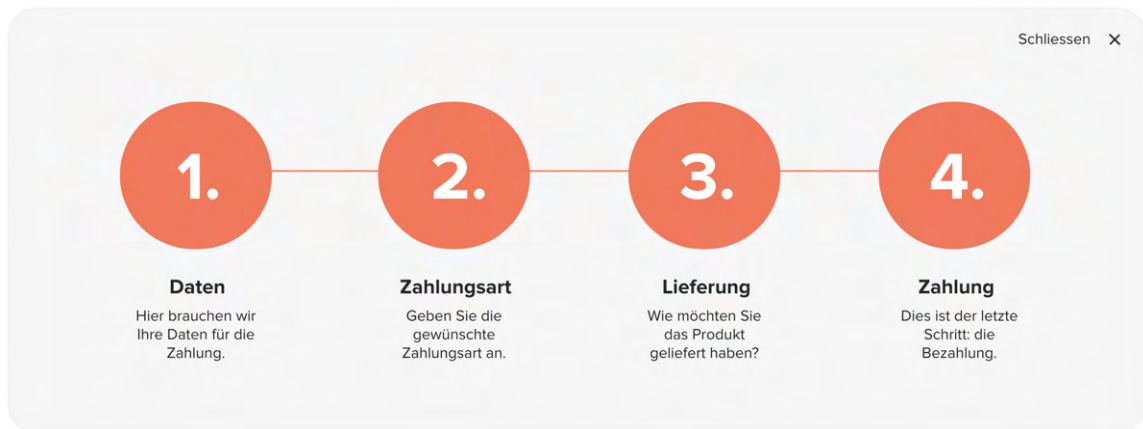 Schliessen ×
1.
2.
3.
4.
Daten
Hier brauchen wir
Ihre Daten für die
Zahlung.
Zahlungsart
Geben Sie die
gewünschte
Zahlungsart an.
Lieferung
Wie möchten Sie
das Produkt
geliefert haben?
Zahlung
Dies ist der letzte
Schritt: die
Bezahlung.